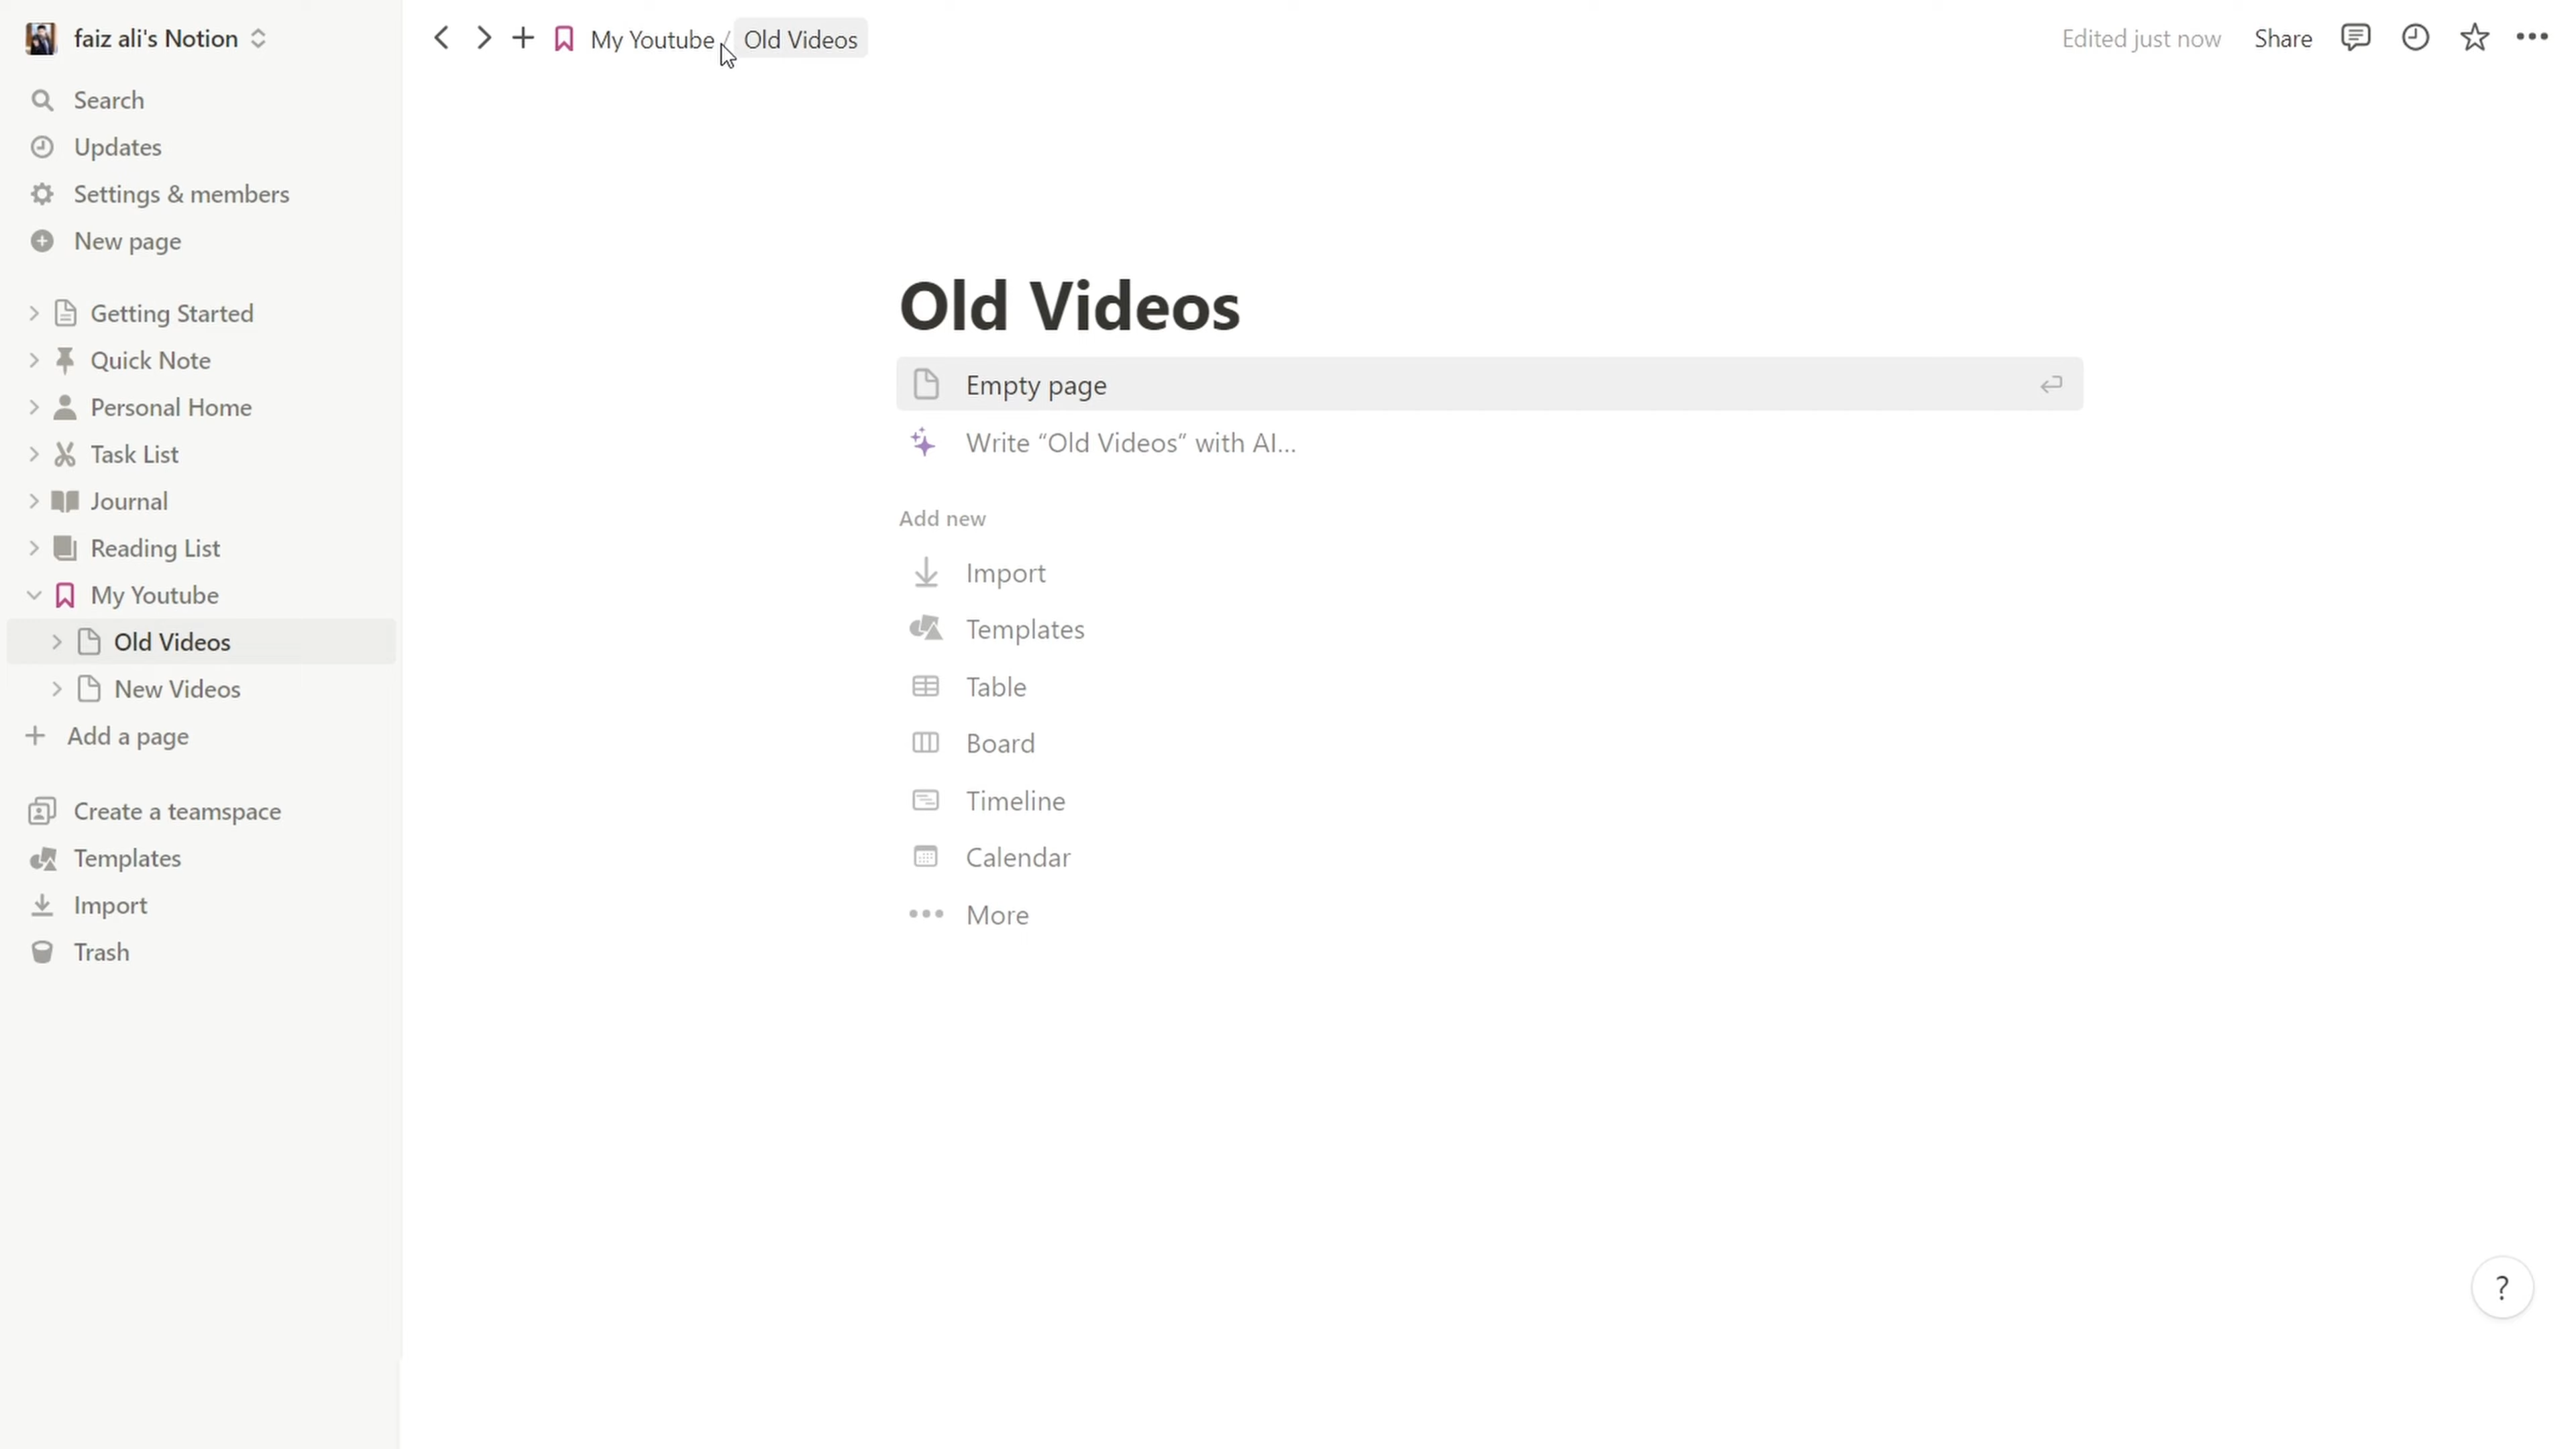 faiz ali's Notion
Search
Updates
Settings & members
New page
Getting Started
Quick Note
Personal Home
Task List
Journal
Reading List
My Youtube
Old Videos
New Videos
Add a page
Create a teamspace
Templates
Import
Trash
My Youtube / Old Videos
Edited just now Share
Old Videos
Empty page
Write “Old Videos“ with AI...
Add new
Import
Templates
Table
Board
Timeline
Calendar
More
?